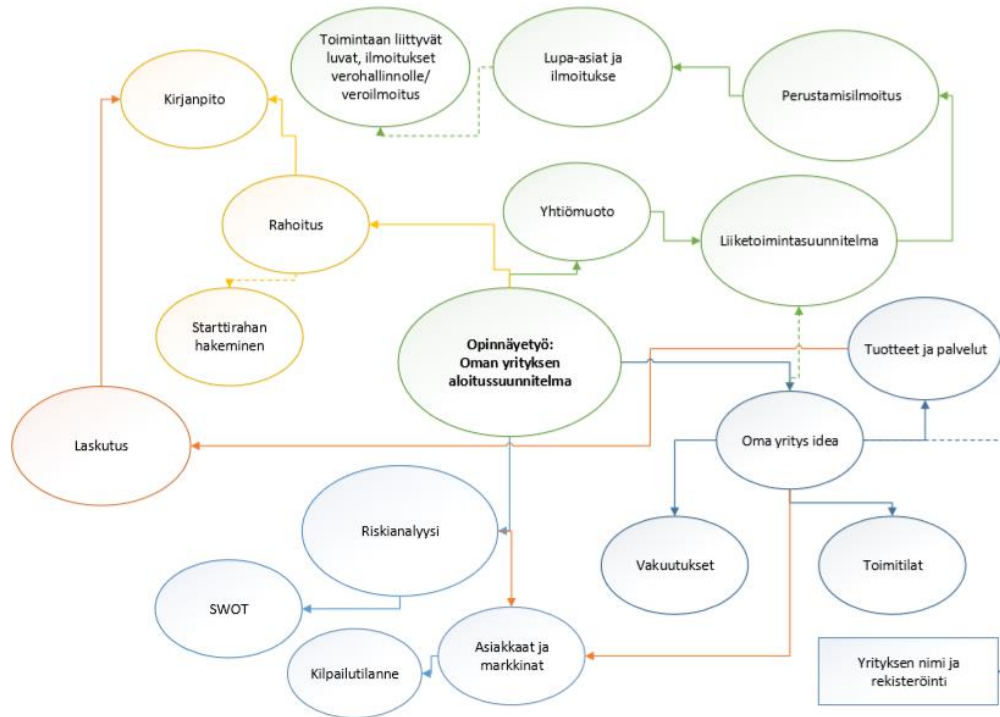 Toimintaan liittyvät
luvat, ilmoitukset
verohallinnolle/
veroilmoitus
Lupa-asiat ja
ilmoitukse
Perustamisilmoitus
Kirjanpito
Rahoitus
Yhtiömuoto
Liiketoimintasuunnitelma
Starttirahan
hakeminen
Opinnäyetyö:
Oman yrityksen
aloitussuunnitelma
Tuotteet ja palvelut
Laskutus
Oma yritys idea
Riskianalyysi
Vakuutukset
Toimitilat
SWOT
Asiakkaat ja
markkinat
Kilpailutilanne
Yrityksen nimi ja
rekisteröinti